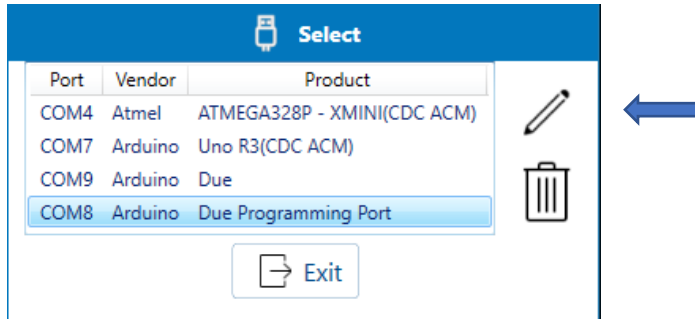 Select
Port Vendor Product
COM4 Atmel ATMEGA328P - XMINI(CDC ACM)
COM7 Arduino Uno R3(CDC ACM)
COM9 Arduino Due
COM8 Arduino Due Programming Port
Exit